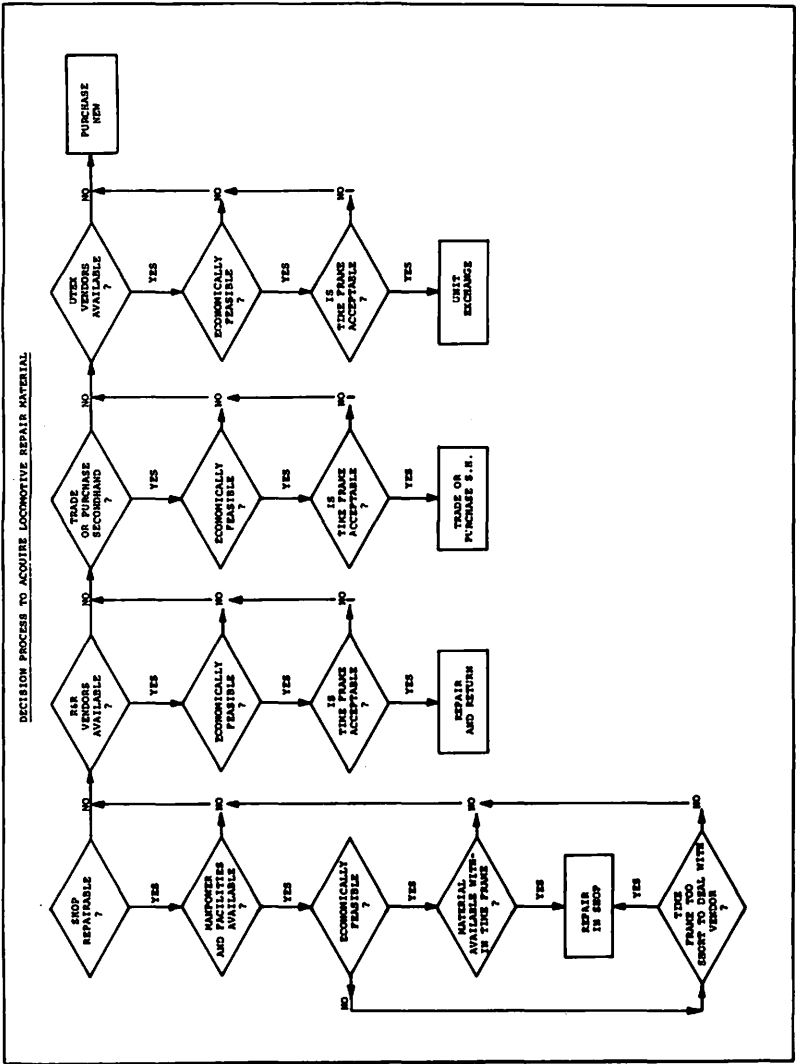 DECISION PROCESS TO ACQUIRE LOCOMOTIVE REPAIR MATERIAL
SHOP
REPAIRABLE
?
NO
YES
MANPOWER
AND FACILITIES
AVAILABLE
?
NO
YES
ECONOMICALLY
FEASIBLE
?
NO
YES
MATERIAL
AVAILABLE WITH-
IN TIME FRAME
?
NO
YES
REPAIR
IN SHOP
YES
TIME
FRAME TOO
SHORT TO DEAL WITH
VENDOR
?
NO
R&R
VENDORS
AVAILABLE
?
NO
YES
ECONOMICALLY
FEASIBLE
?
NO
YES
IS
TIME FRAME
ACCEPTABLE
?
NO
YES
REPAIR
AND RETURN
TRADE
OR PURCHASE
SECONDHAND
?
NO
YES
ECONOMICALLY
FEASIBLE
?
NO
YES
IS
TIME FRAME
ACCEPTABLE
?
NO
YES
TRADE OR
PURCHASE S.H.
UTEX
VENDORS
AVAILABLE
?
NO
YES
ECONOMICALLY
FEASIBLE
?
NO
YES
IS
TIME FRAME
ACCEPTABLE
?
NO
YES
UNIT
EXCHANGE
PURCHASE
NEW